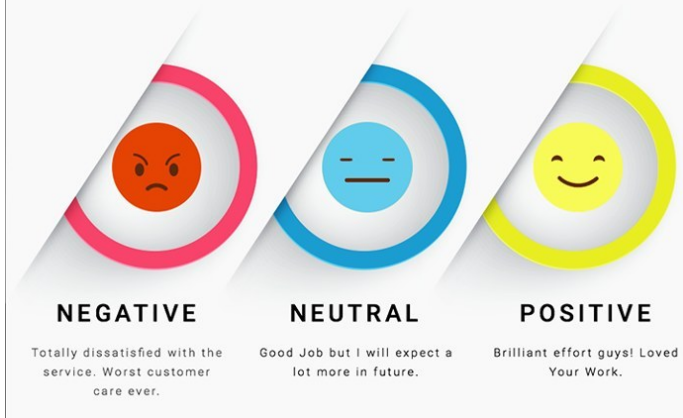 NEGATIVE
Totally dissatisfied with the
service. Worst customer
care ever.
NEUTRAL
Good Job but I will expect a
lot more in future.
POSITIVE
Brilliant effort guys! Loved
Your Work.